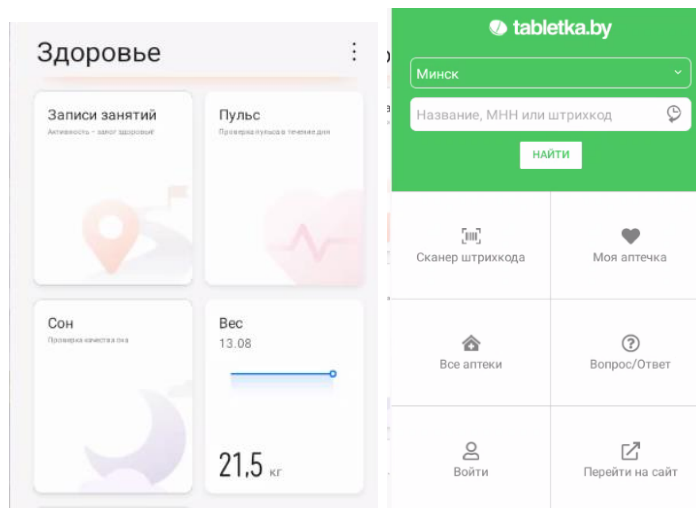 Здоровье
Записи занятий
Активность – залог здоровья!
Пульс
Проверка пульса в течение дня
Сон
Проверка качества сна
Вес
13.08
21,5 кг
tabletka.by
Минск
Название, МНН или штрихкод
НАЙТИ
Сканер штрихкода
Моя аптечка
Все аптеки
Вопрос/Ответ
Войти
Перейти на сайт